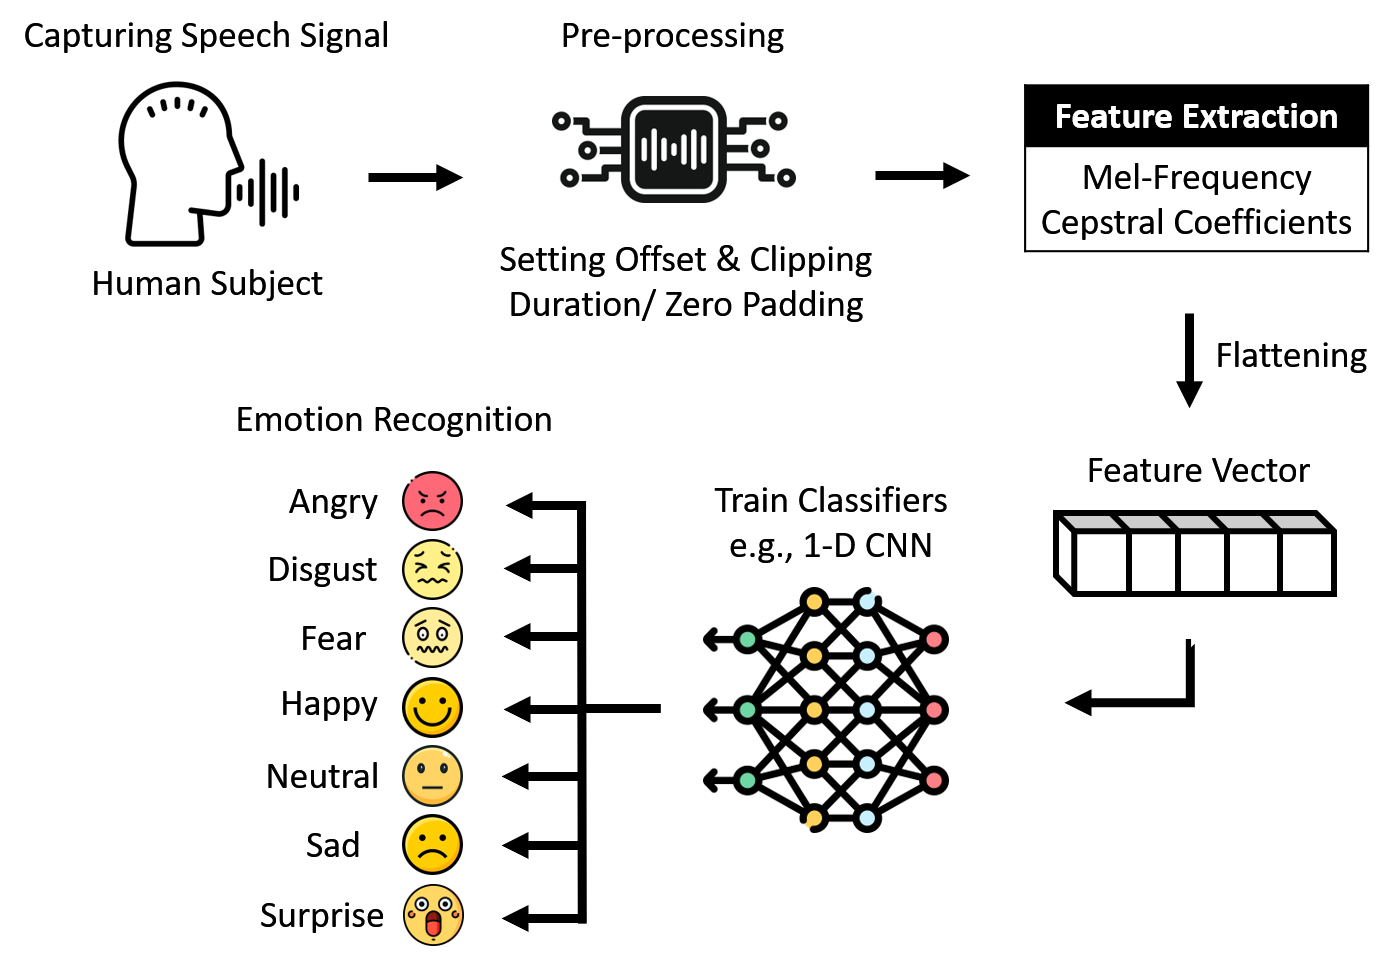 Capturing Speech Signal
Human Subject
Pre-processing
Setting Offset & Clipping
Duration/ Zero Padding
Feature Extraction
Mel-Frequency
Cepstral Coefficients
Flattening
Feature Vector
Train Classifiers
e.g., 1-D CNN
Emotion Recognition
Angry
Disgust
Fear
Happy
Neutral
Sad
Surprise